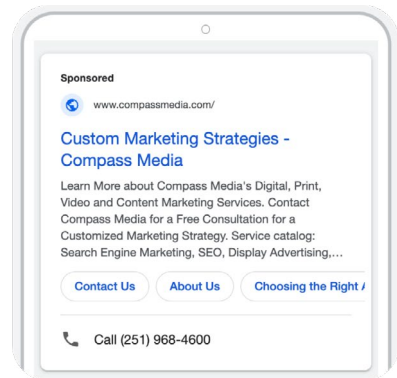 Sponsored
www.compassmedia.com/
Custom Marketing Strategies -
Compass Media
Learn More about Compass Media's Digital, Print,
Video and Content Marketing Services. Contact
Compass Media for a Free Consultation for a
Customized Marketing Strategy. Service catalog:
Search Engine Marketing, SEO, Display Advertising,...
Contact Us About Us Choosing the Right
Call (251) 968-4600